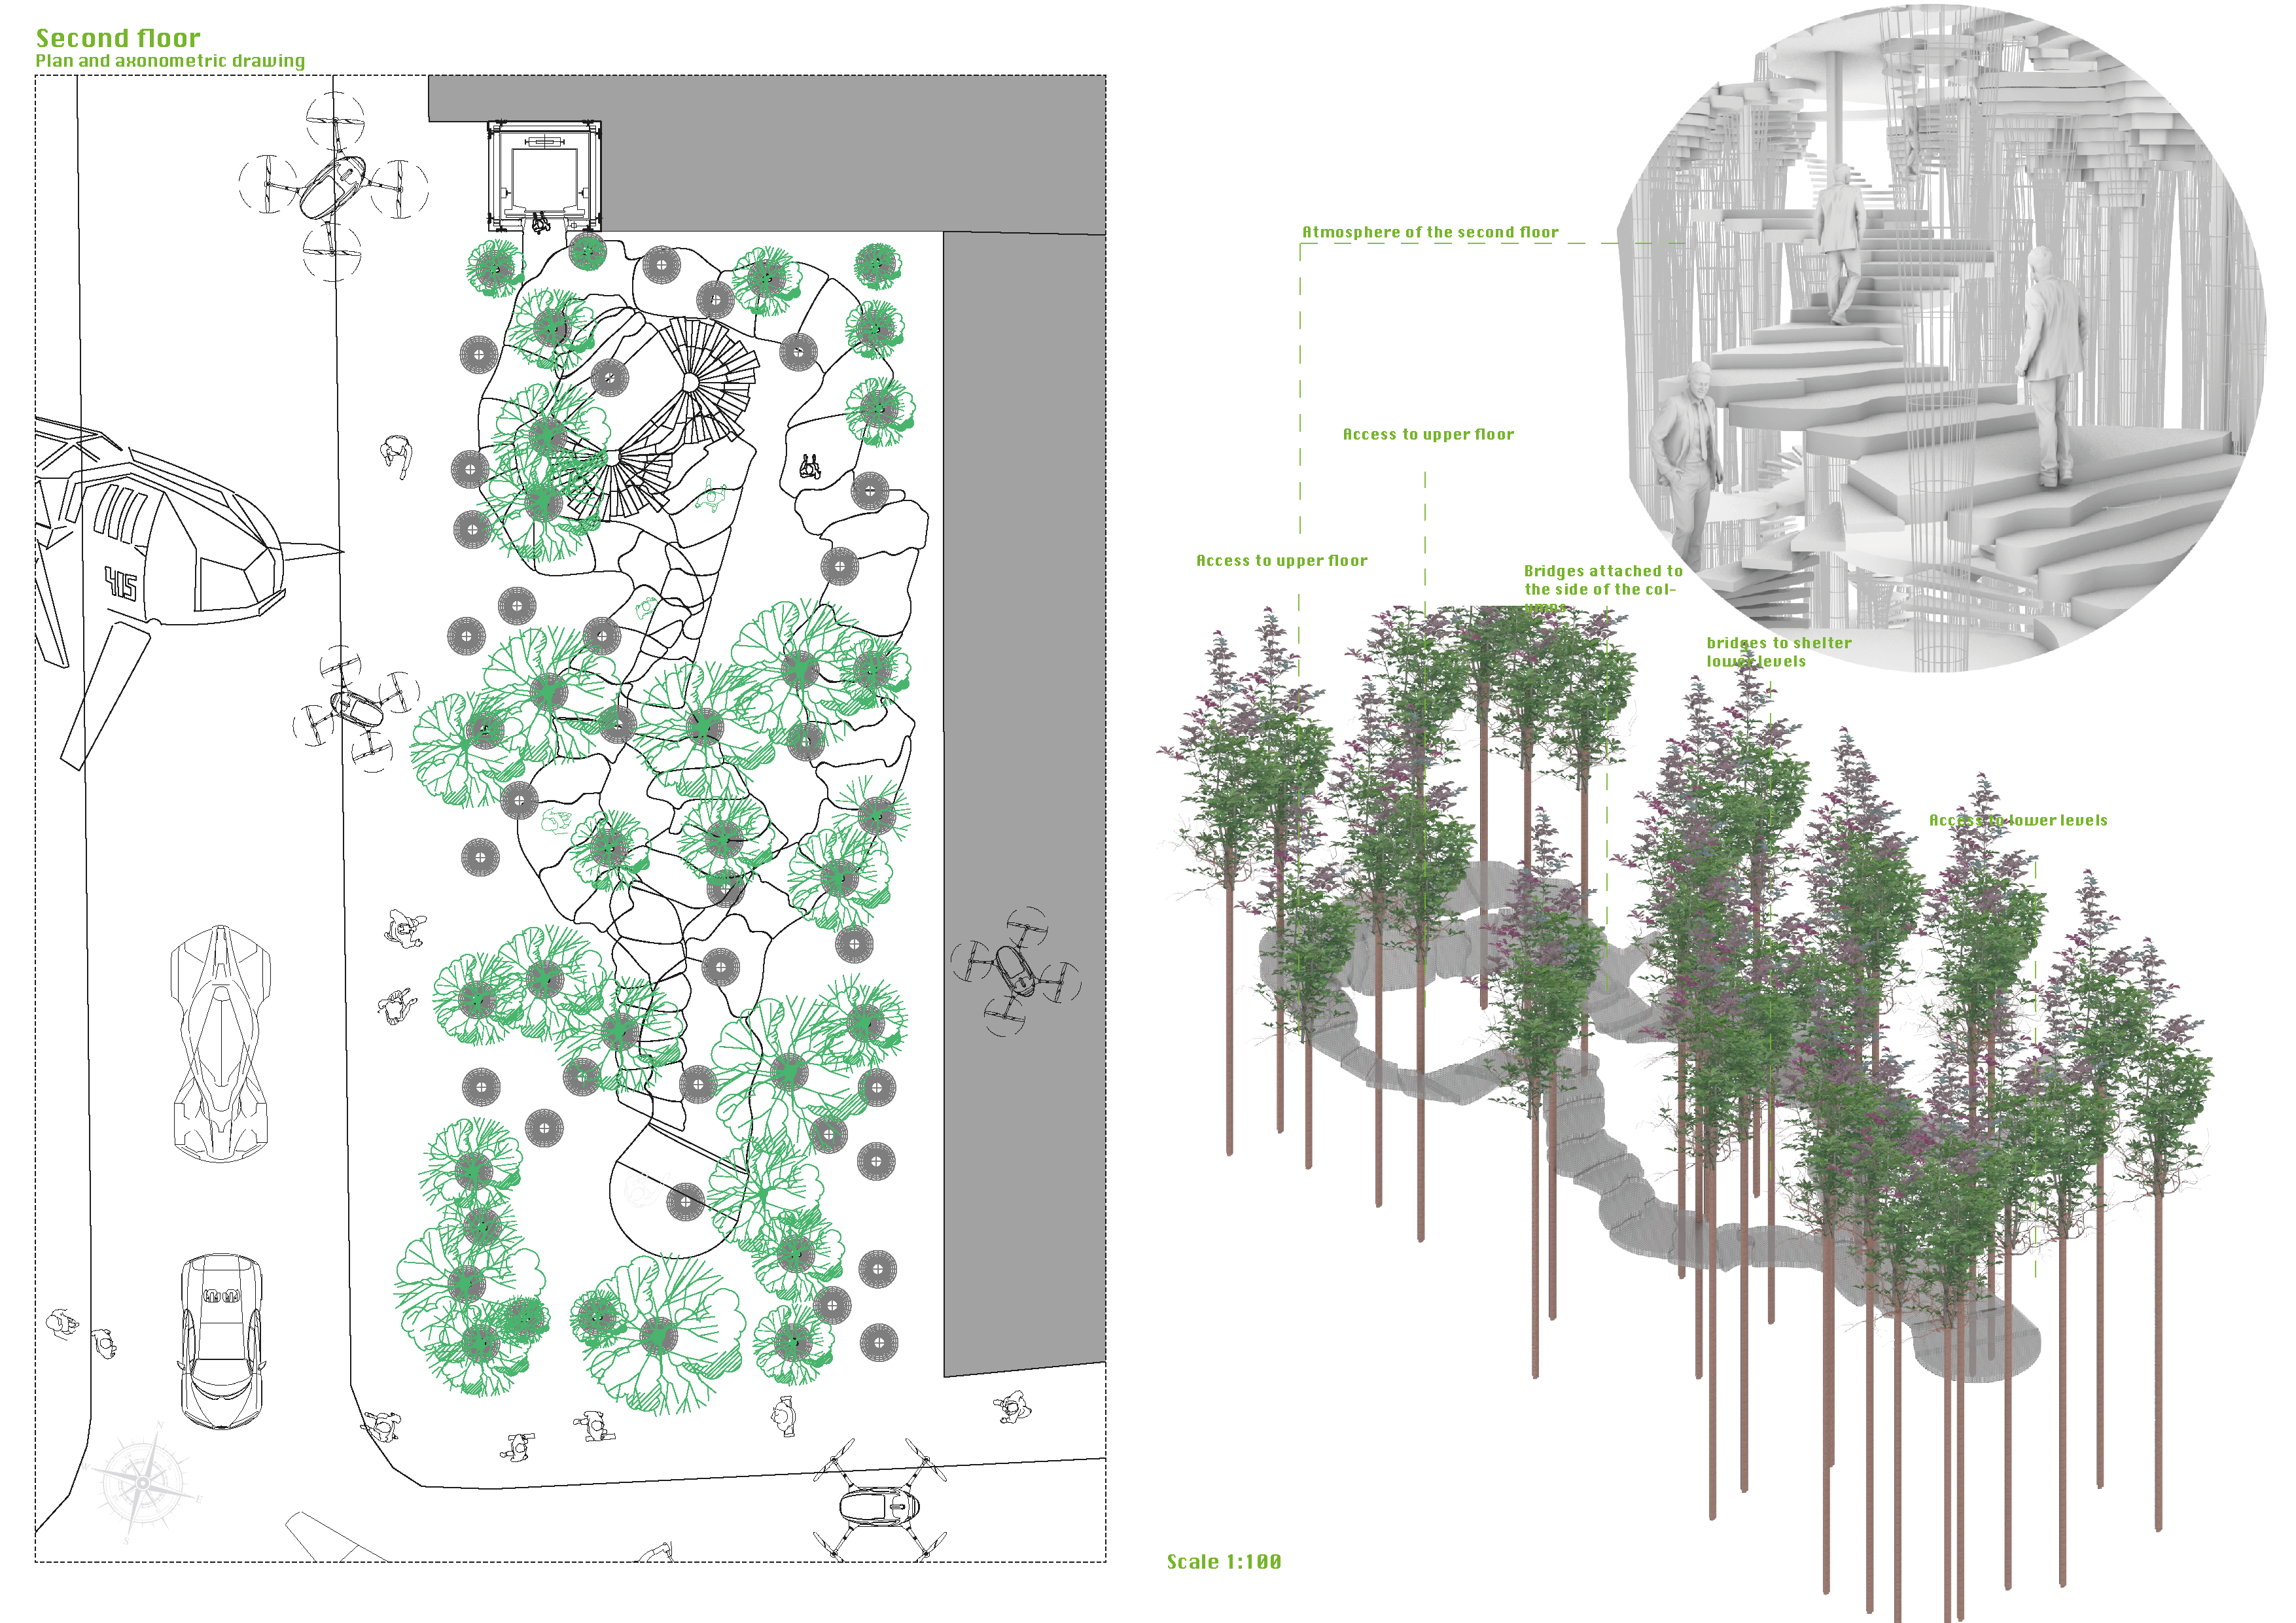 Second floor
Plan and axonometric drawing
Atmosphere of the second floor
Access to upper floor
Access to upper floor
Bridges attached to
the side of the col-
umns
bridges to shelter
lower levels
Access to lower levels
415
N
E
S
Scale 1:100